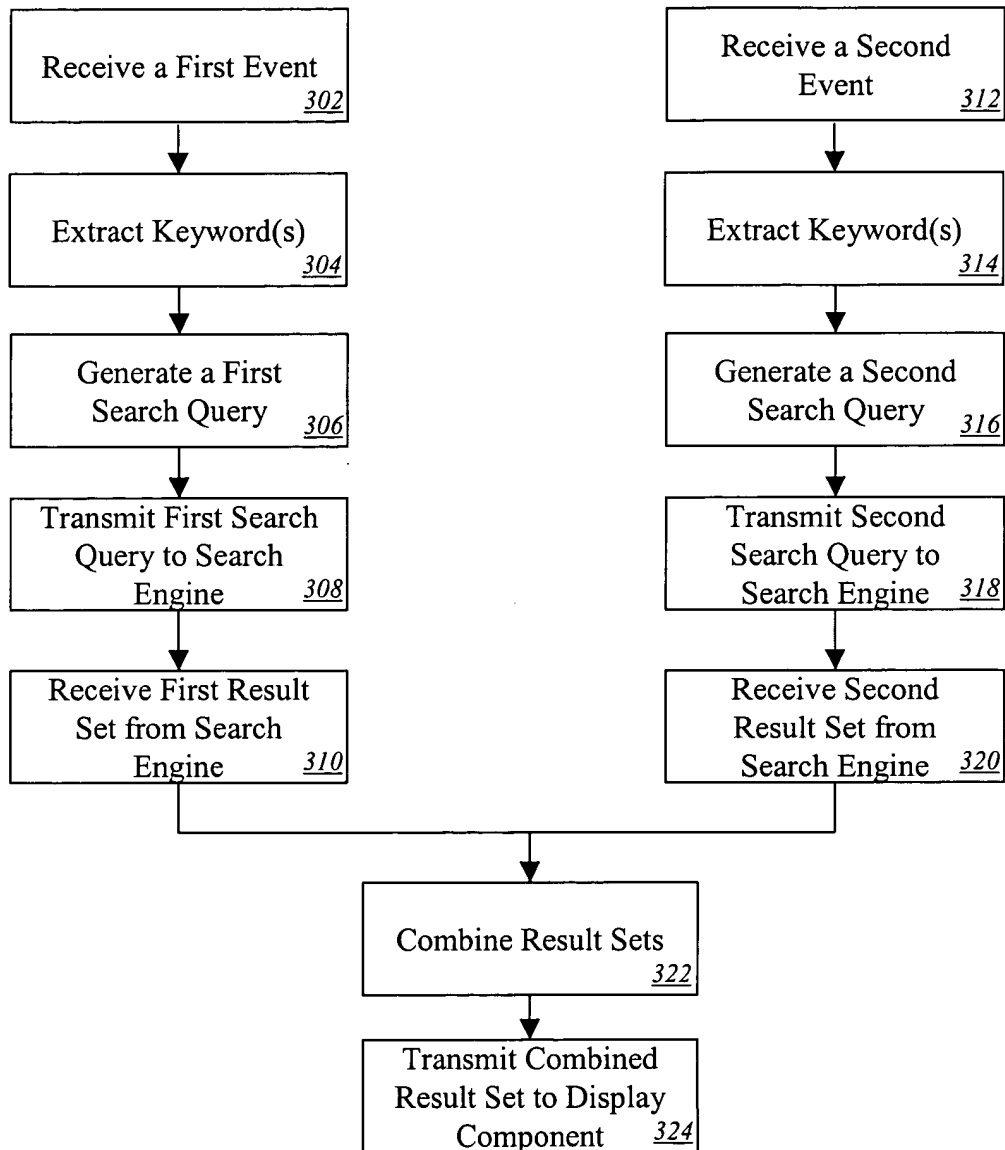 Receive a First Event
302
Extract Keyword(s)
304
Generate a First
Search Query
306
Transmit First Search
Query to Search
Engine
308
Receive First Result
Set from Search
Engine
310
Receive a Second
Event
312
Extract Keyword(s)
314
Generate a Second
Search Query
316
Transmit Second
Search Query to
Search Engine
318
Receive Second
Result Set from
Search Engine
320
Combine Result Sets
322
Transmit Combined
Result Set to Display
Component
324